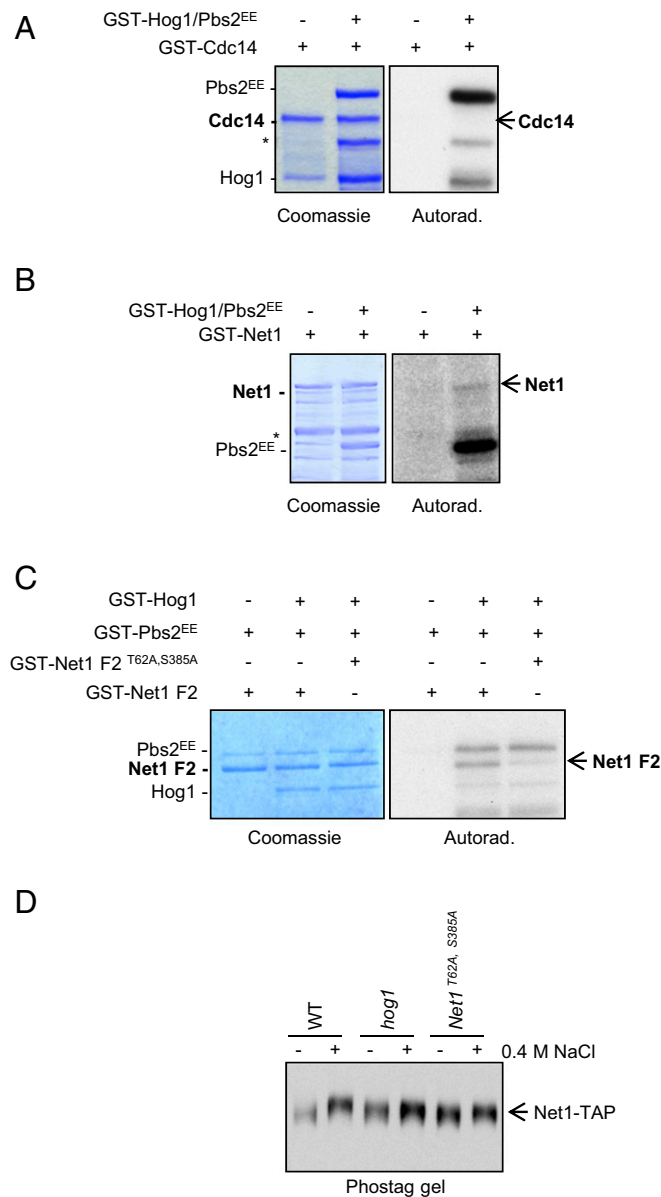 A
GST-Hog1/Pbs2EE - + - +
GST-Cdc14 + + + +
Pbs2EE -
Cdc14 - Cdc14
*
Hog1 -
Coomassie Autorad.
B
GST-Hog1/Pbs2EE - + - +
GST-Net1 + + + +
Net1 - Net1
*
Pbs2EE -
Coomassie Autorad.
C
GST-Hog1 - + + - + +
GST-Pbs2EE + + + + + +
GST-Net1 F2 T62A,S385A - - + - - +
GST-Net1 F2 + + - + + -
Pbs2EE -
Net1 F2 - Net1 F2
Hog1 -
Coomassie Autorad.
D
WT hog1 Net1 T62A, S385A
- + - + - + 0.4 M NaCl
Net1-TAP
Phostag gel